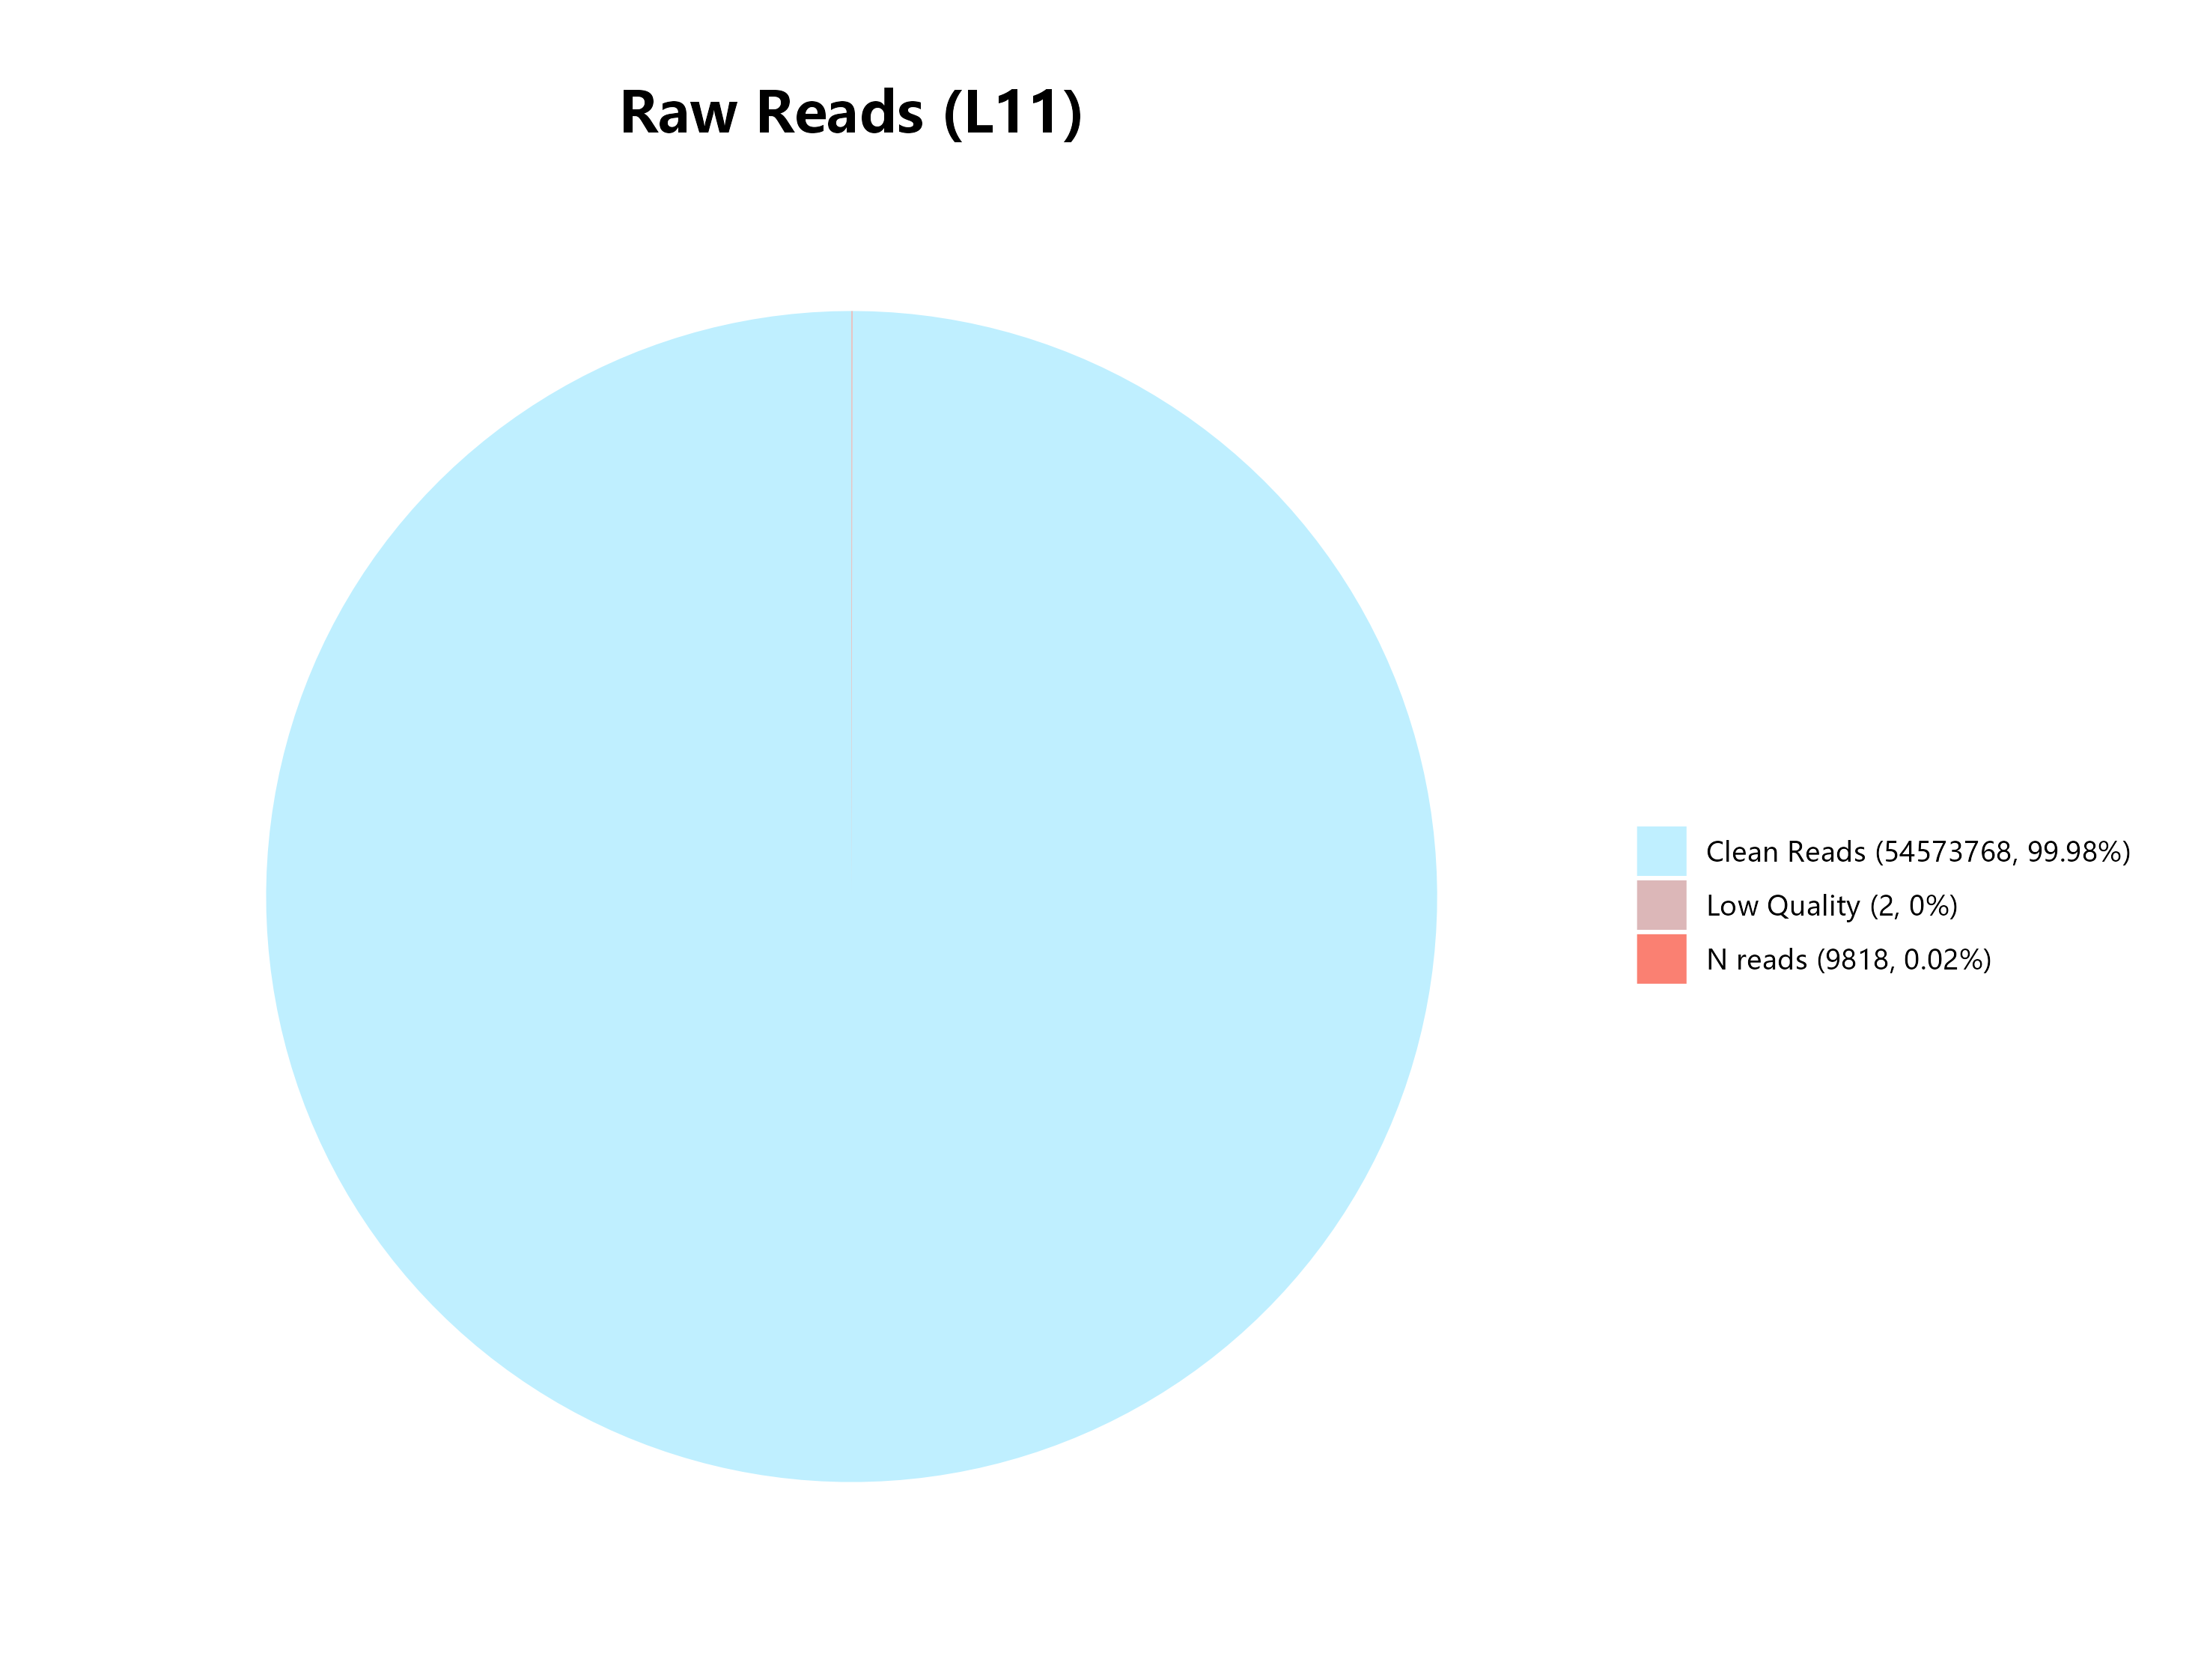 Raw Reads (L11)
Clean Reads (54573768, 99.98%)
Low Quality (2, 0%)
N reads (9818, 0.02%)